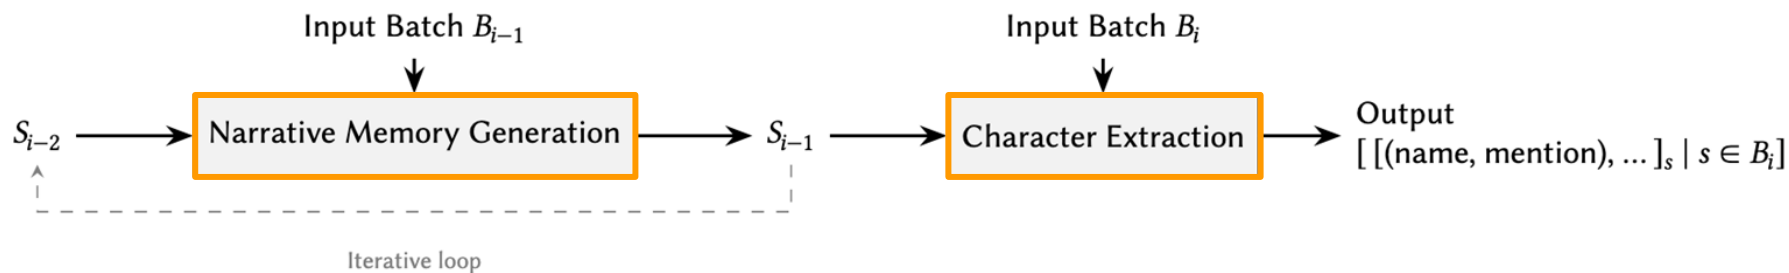 Input Batch B_{i−1}
Input Batch B_i
S_{i−2}
Narrative Memory Generation
S_{i−1}
Character Extraction
Output
[ [(name, mention), ... ]_s | s ∈ B_i]
Iterative loop